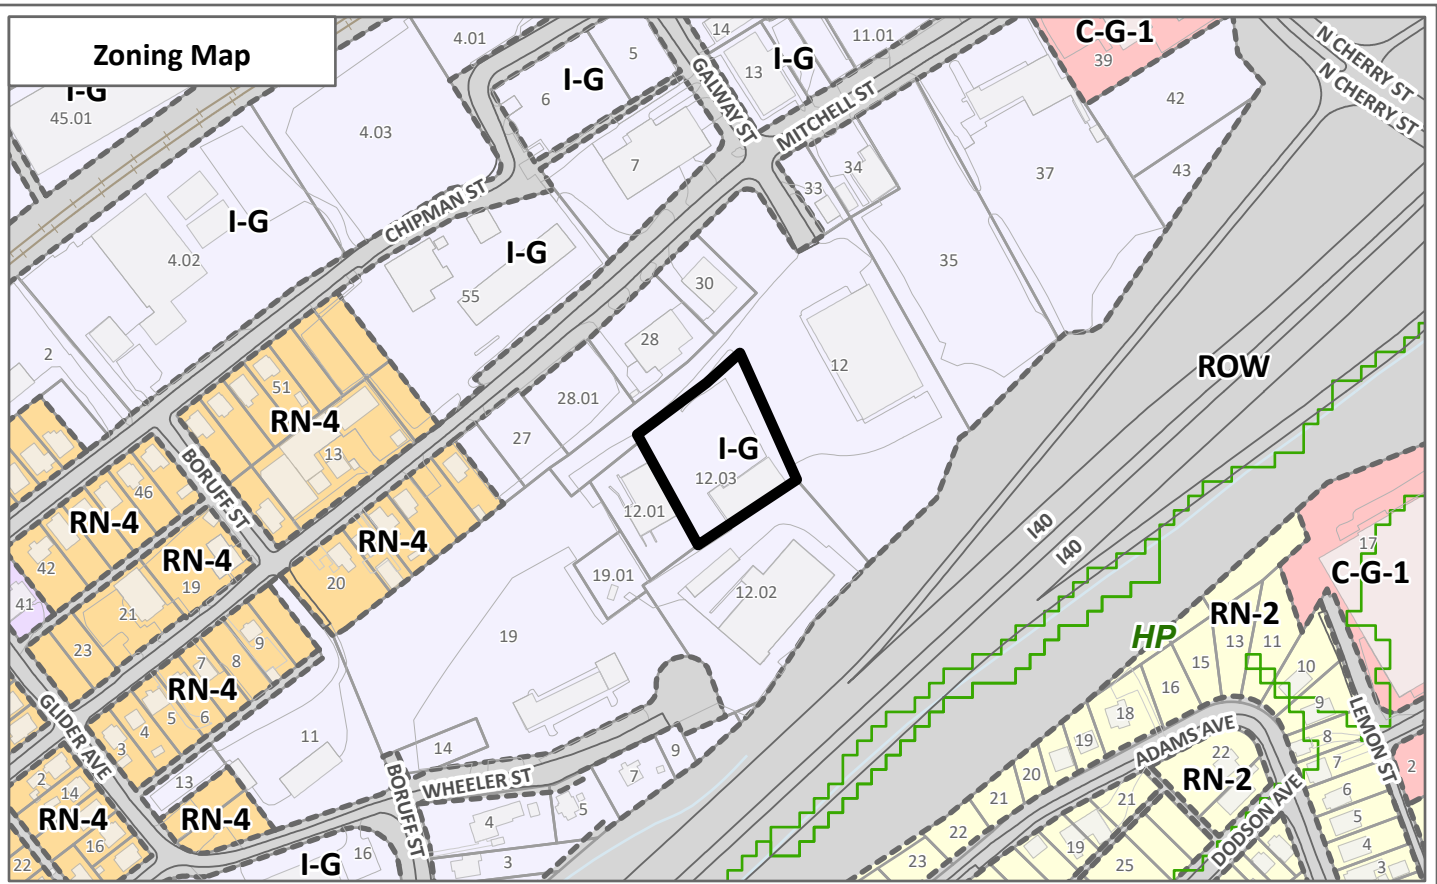 Zoning Map
I-G
45.01
4.01
5
I-G
6
4.03
14
13
I-G
11.01
C-G-1
39
N CHERRY ST
N CHERRY ST
GALWAY ST
MITCHELL ST
42
43
37
7
34
33
CHIPMAN ST
I-G
4.02
I-G
55
35
30
28
12
2
28.01
27
51
RN-4
13
ROW
I-G
12.03
12.01
BORUFF ST
46
RN-4
42
RN-4
19
21
41
23
RN-4
20
19.01
12.02
19
I40
I40
17
C-G-1
RN-2
HP
13
11
15
16
10
9
8
7
6
5
4
3
LEMON ST
2
9
8
7
RN-4
6
5
4
3
GLIDER AVE
11
13
14
BORUFF ST
WHEELER ST
9
7
5
4
3
2
14
RN-4
16
22
RN-4
I-G
16
18
19
20
21
22
23
ADAMS AVE
22
RN-2
21
19
25
DODSON AVE